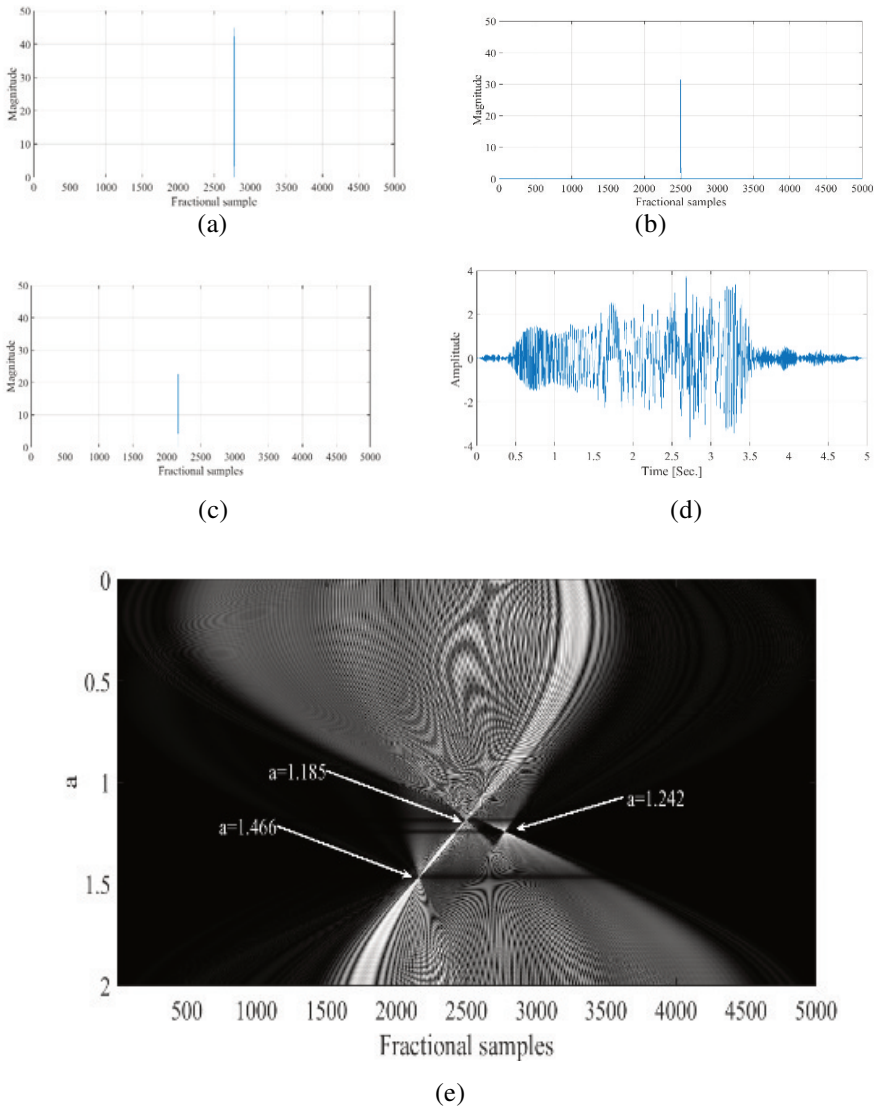 50
40
30
20
10
0
Magnitude
0 500 1000 1500 2000 2500 3000 3500 4000 4500 5000
Fractional sample
(a)
50
40
30
20
10
0
Magnitude
0 500 1000 1500 2000 2500 3000 3500 4000 4500 5000
Fractional samples
(b)
50
40
30
20
10
0
Magnitude
0 500 1000 1500 2000 2500 3000 3500 4000 4500 5000
Fractional samples
(c)
4
2
0
-2
-4
Amplitude
0 0.5 1 1.5 2 2.5 3 3.5 4 4.5 5
Time [Sec.]
(d)
0
0.5
1
1.5
2
a
a=1.185
a=1.242
a=1.466
500 1000 1500 2000 2500 3000 3500 4000 4500 5000
Fractional samples
(e)